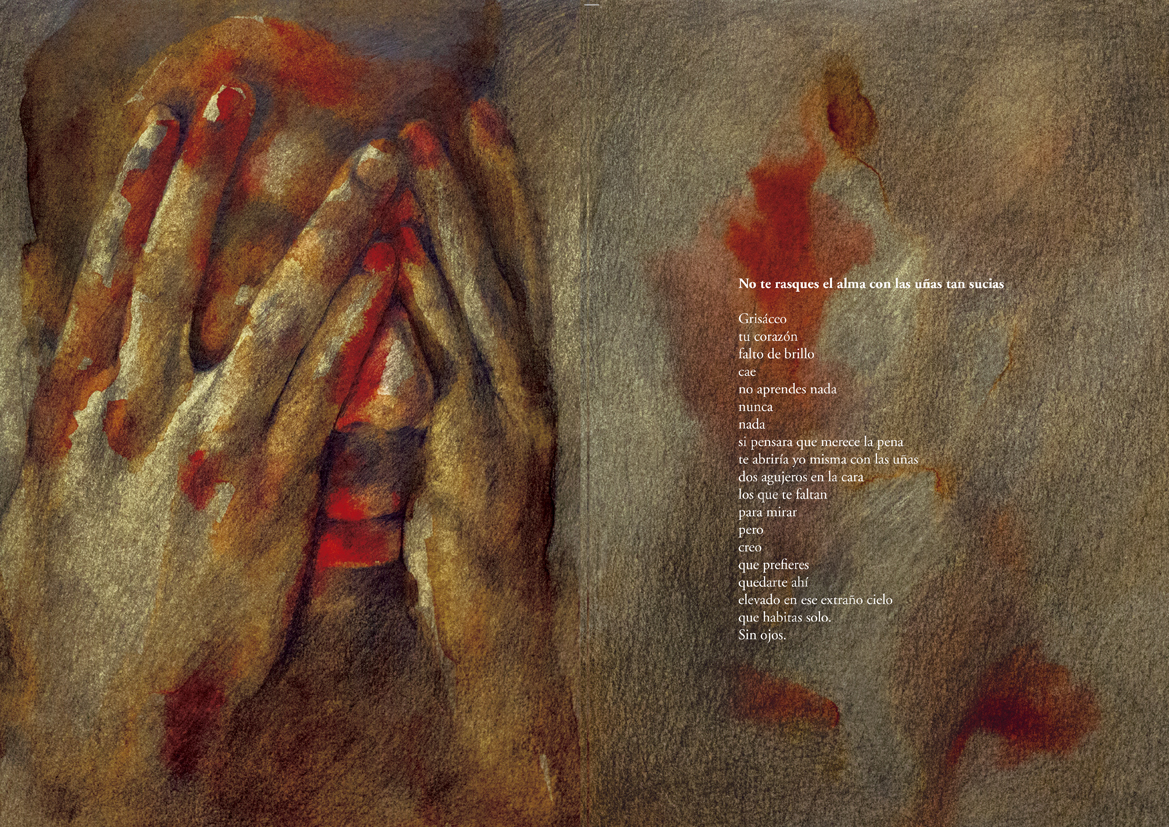 No te rasques el alma con las uñas tan sucias
Grisáceo
tu corazón
falto de brillo
cae
no aprendes nada
nunca
nada
si pensara que merece la pena
te abriría yo misma con las uñas
dos agujeros en la cara
los que te faltan
para mirar
pero
creo
que prefieres
quedarte ahí
elevado en ese extraño cielo
que habitas solo.
Sin ojos.